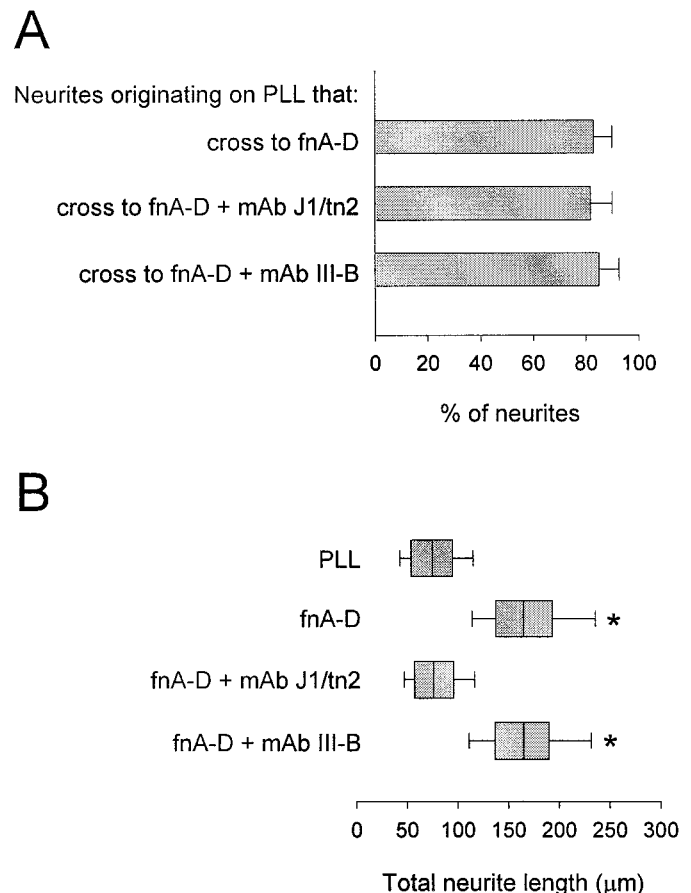 A
Neurites originating on PLL that:
cross to fnA-D
cross to fnA-D + mAb J1/tn2
cross to fnA-D + mAb III-B
0 20 40 60 80 100
% of neurites
B
PLL
fnA-D
*
fnA-D + mAb J1/tn2
fnA-D + mAb III-B
*
0 50 100 150 200 250 300
Total neurite length (μm)